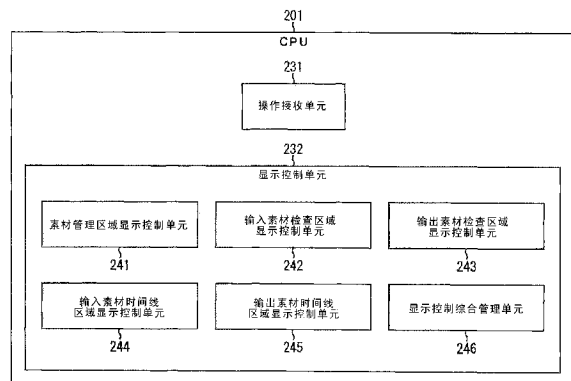 201
CPU
231
操作接收单元
232
显示控制单元
素材管理区域显示控制单元
241
输入素材检查区域
显示控制单元
242
输出素材检查区域
显示控制单元
243
输入素材时间线
区域显示控制单元
244
输出素材时间线
区域显示控制单元
245
显示控制综合管理单元
246